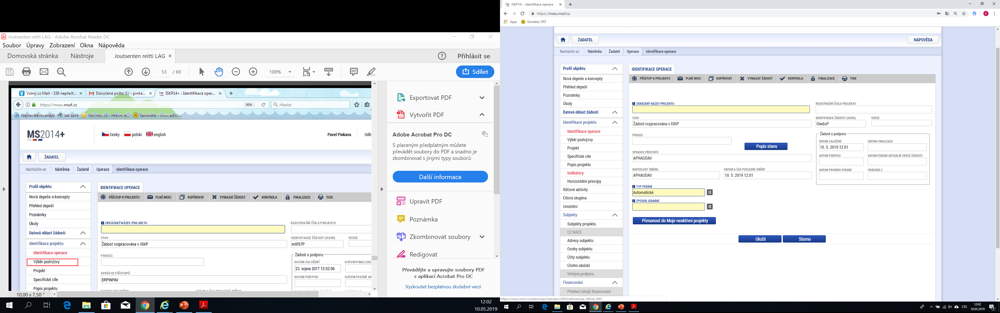 Joutsenten reitti LAG - Adobe Acrobat Reader DC
Soubor Úpravy Zobrazení Okna Nápověda
Domovská stránka Nástroje Joutsenten reitti LAG × Přihlásit se
53 / 60 100% Sdílet
Volný.cz Mail - 339 nepřečt... × Doručená pošta (1) - pinka... × ISKP14+ : Identifikace oper... × +
https://mseu.mssf.cz 90% Hledat
Nejnavštěvovanější Jak začít Novinky.cz - Hlavní st... Semináře - www.esfcr....
MS2014+ česky polski english Pavel Pinkava Odhl
ŽADATEL
Nacházíte se: Nástěnka Žadatel Operace Identifikace operace
Profil objektu
Nová depeše a koncepty
Přehled depeší
Poznámky
Úkoly
Datová oblast žádosti
Identifikace projektu
Identifikace operace
Výběr podvýzvy
Projekt
Specifické cíle
Popis projektu
IDENTIFIKACE OPERACE
PŘÍSTUP K PROJEKTU PLNÉ MOCI KOPÍROVAT VYMAZAT ŽÁDOST KONTROLA FINALIZACE TISK
ZKRÁCENÝ NÁZEV PROJEKTU REGISTRAČNÍ ČÍSLO PROJEKTU
STAV IDENTIFIKACE ŽÁDOSTI (HASH) VERZE
Žádost rozpracována v ISKP m5f57P
PROCES Žádost o podporu
DATUM ZALOŽENÍ DATUM FINALIZAC
23. srpna 2017 12:52:06
SPRÁVCE PŘÍSTUPŮ DATUM PODPISU DATUM PODÁNÍ AK
ERPINPAV
NAPOSLEDY ZMĚNIL DATUM A ČAS POSLEDNÍ ZMĚNY
10,00 x 7,50 "
Exportovat PDF
Vytvořit PDF
Adobe Acrobat Pro DC
S placeným předplatným můžete
převádět soubory do PDF a snadno je
zkombinovat s jinými typy souborů
Další informace
Upravit PDF
Poznámka
Zkombinovat soubory
Redigovat
Převádějte a upravujte soubory PDF
s aplikací Acrobat Pro DC
Vyzkoušet bezplatnou zkušební verzi
12:02
10.05.2019
ISKP14+ : Identifikace operace × +
https://mseu.mssf.cz
Apps Kontakty OPZ
ŽADATEL NÁPOVĚDA
Nacházíte se: Nástěnka Žadatel Operace Identifikace operace
Profil objektu
Nová depeše a koncepty
Přehled depeší
Poznámky
Úkoly
Datová oblast žádosti
Identifikace projektu
Identifikace operace
Výběr podvýzvy
Projekt
Specifické cíle
Popis projektu
Indikátory
Horizontální principy
Klíčové aktivity
Cílová skupina
Umístění
Subjekty
Subjekty projektu
CZ NACE
Adresy subjektu
Osoby subjektu
Účty subjektu
Účetní období
Veřejná podpora
Financování
Přehled zdrojů financování
IDENTIFIKACE OPERACE
PŘÍSTUP K PROJEKTU PLNÉ MOCI KOPÍROVAT VYMAZAT ŽÁDOST KONTROLA FINALIZACE TISK
ZKRÁCENÝ NÁZEV PROJEKTU REGISTRAČNÍ ČÍSLO PROJEKTU
STAV IDENTIFIKACE ŽÁDOSTI (HASH) VERZE
Žádost rozpracována v ISKP Oiw6sP
PROCES Žádost o podporu
Popis stavu
DATUM ZALOŽENÍ DATUM FINALIZACE
10. 5. 2019 12:01
SPRÁVCE PŘÍSTUPŮ DATUM PODPISU DATUM PODÁNÍ AKTUÁLNÍ VERZE ŽÁDOSTI
APHAUDAV
NAPOSLEDY ZMĚNIL DATUM A ČAS POSLEDNÍ ZMĚNY DATUM PRVNÍHO PODÁNÍ VRÁCENO Z
APHAUDAV 10. 5. 2019 12:01
TYP PODÁNÍ
Automatické
ZPŮSOB JEDNÁNÍ
Přesunout do Moje neaktivní projekty
Uložit Storno
https://mseu.mssf.cz/zadost.aspx?zalozka=UMVIndiHodnota_LWIndi_0001
CES 12:02
10.05.2019